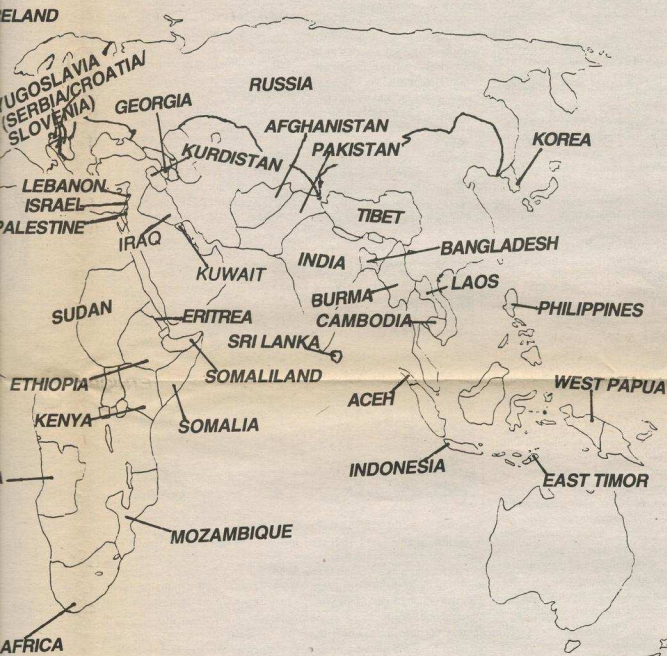 RELAND
RUSSIA
YUGOSLAVIA
(SERBIA/CROATIA/
SLOVENIA)
GEORGIA
AFGHANISTAN
KURDISTAN
PAKISTAN
KOREA
LEBANON
ISRAEL
PALESTINE
TIBET
IRAQ
KUWAIT
INDIA
BANGLADESH
BURMA
LAOS
SUDAN
ERITREA
CAMBODIA
PHILIPPINES
SRI LANKA
SOMALILAND
ETHIOPIA
ACEH
WEST PAPUA
KENYA
SOMALIA
INDONESIA
EAST TIMOR
A
MOZAMBIQUE
AFRICA